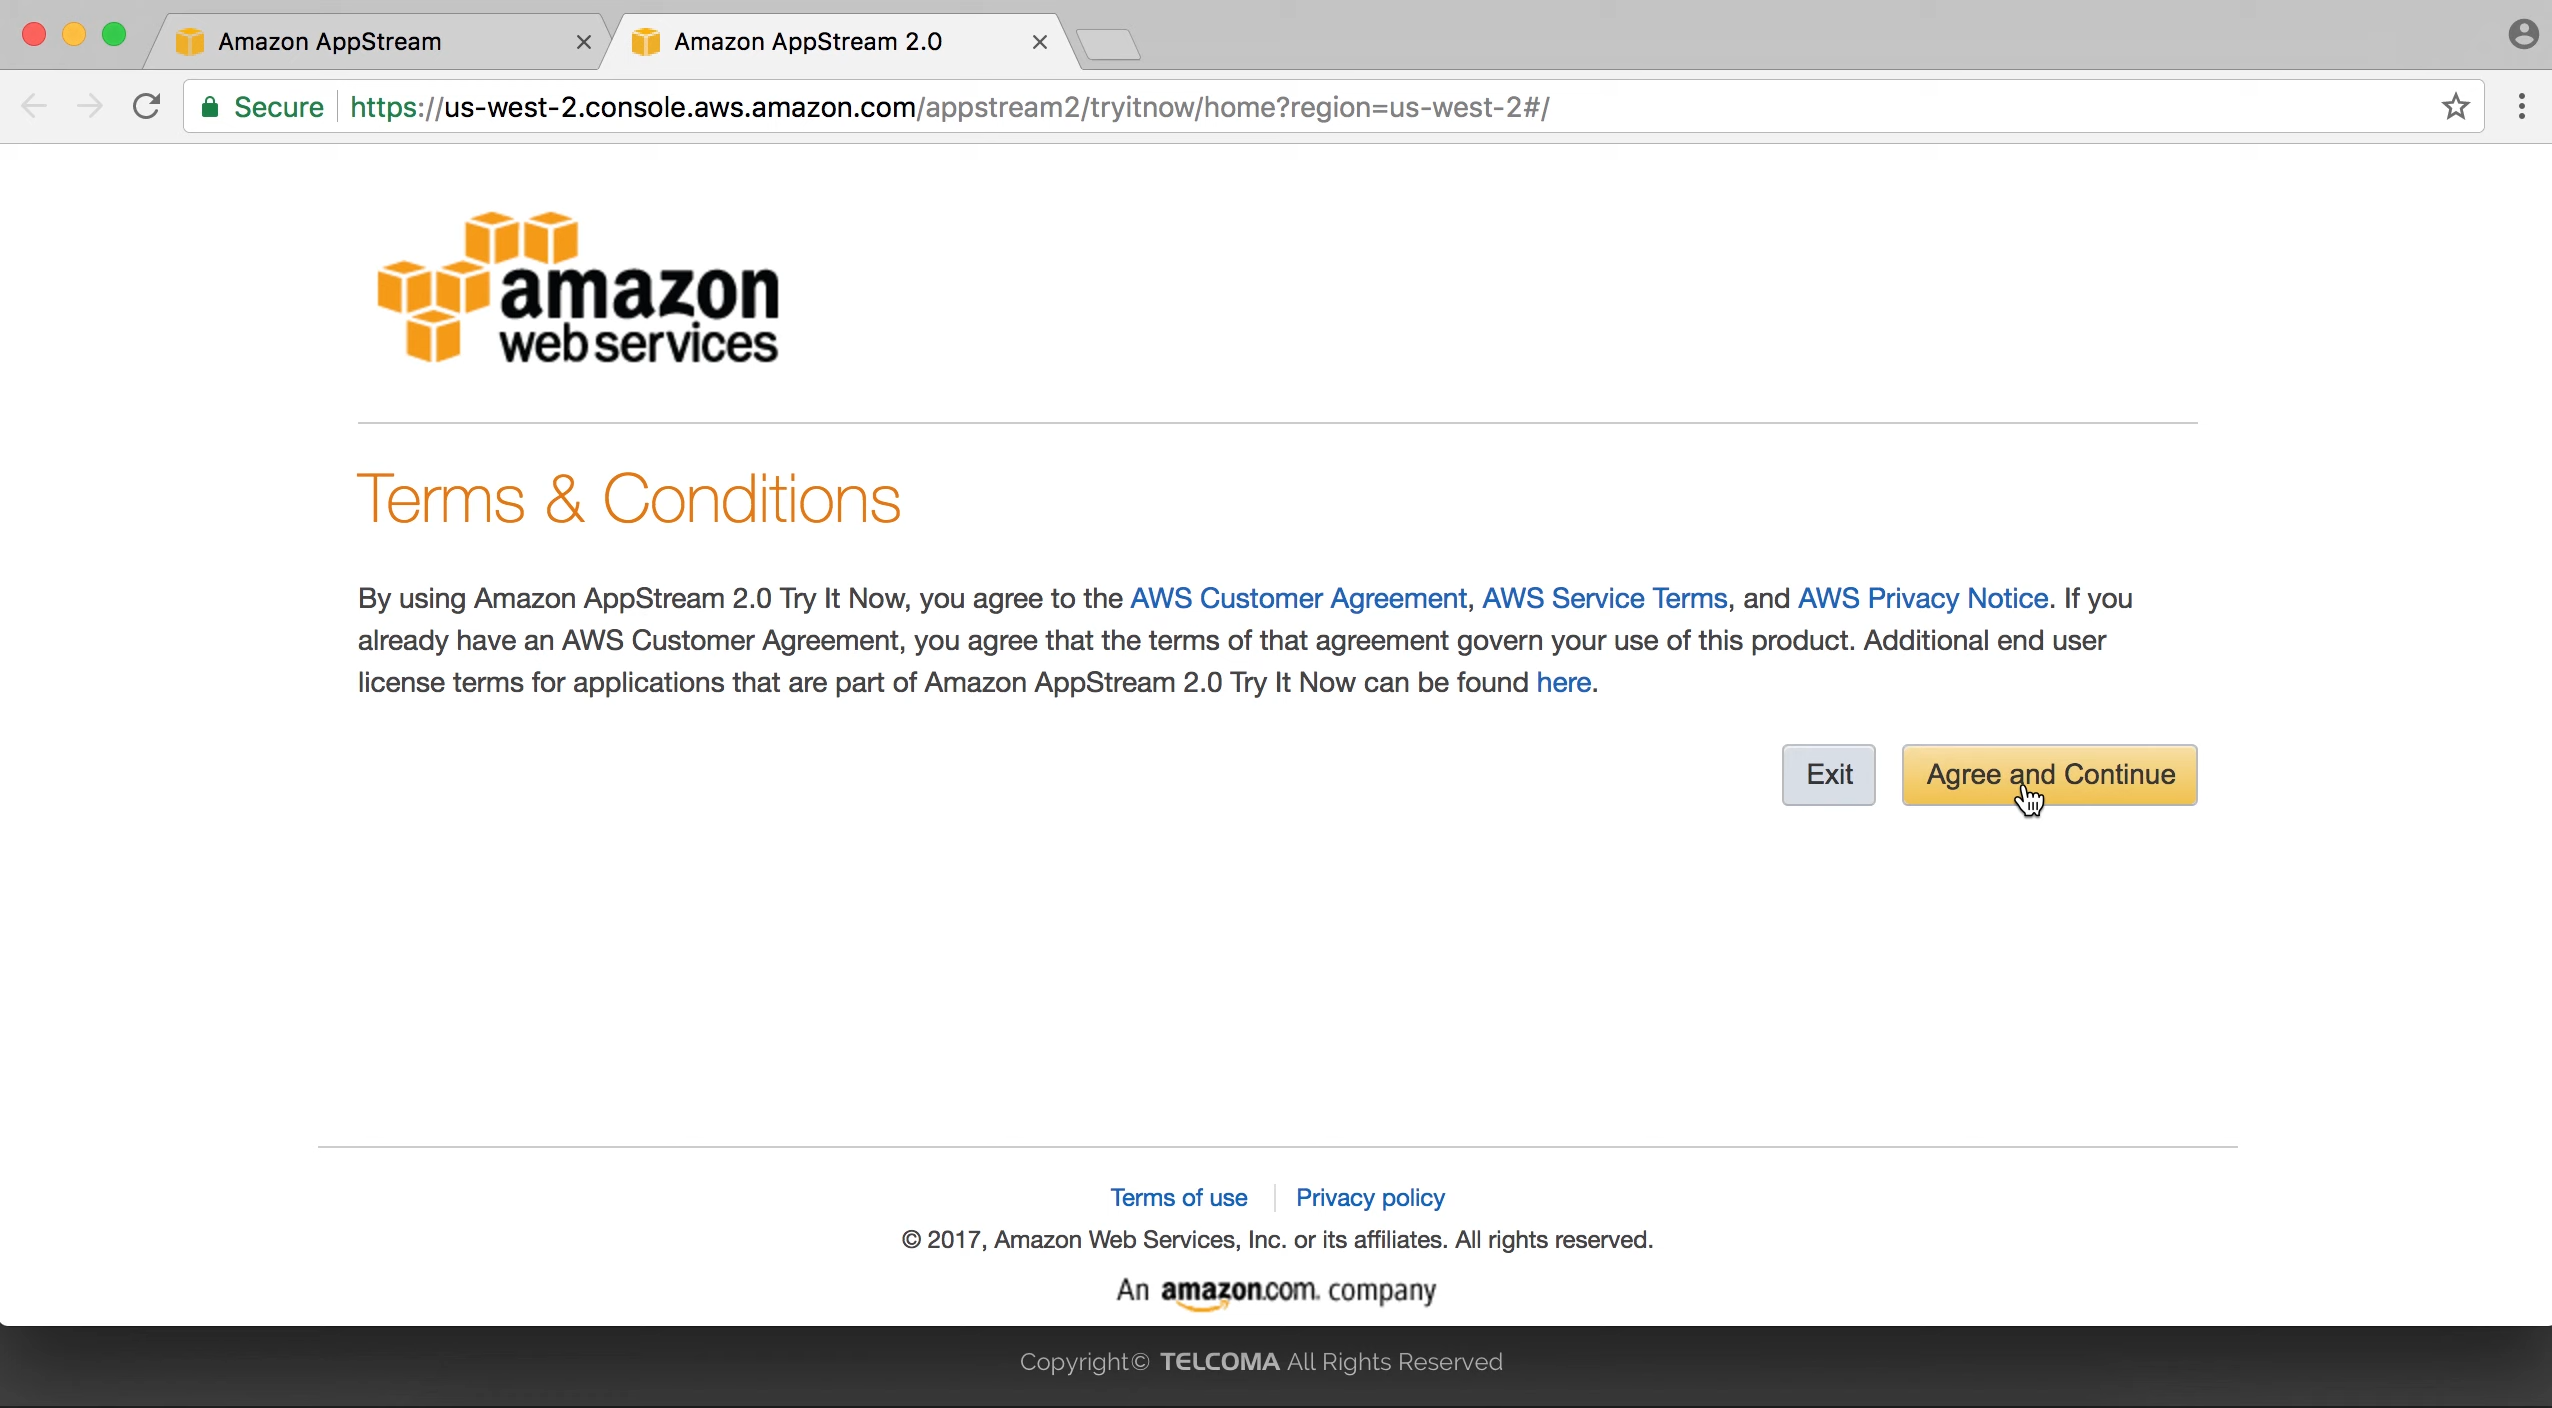 Amazon AppStream
Amazon AppStream 2.0
Secure https://us-west-2.console.aws.amazon.com/appstream2/tryitnow/home?region=us-west-2#/
amazon
webservices
Terms & Conditions
By using Amazon AppStream 2.0 Try It Now, you agree to the AWS Customer Agreement, AWS Service Terms, and AWS Privacy Notice. If you
already have an AWS Customer Agreement, you agree that the terms of that agreement govern your use of this product. Additional end user
license terms for applications that are part of Amazon AppStream 2.0 Try It Now can be found here.
Exit
Agree and Continue
Terms of use
Privacy policy
© 2017, Amazon Web Services, Inc. or its affiliates. All rights reserved.
An amazon.com. company
Copyright© TELCOMA All Rights Reserved